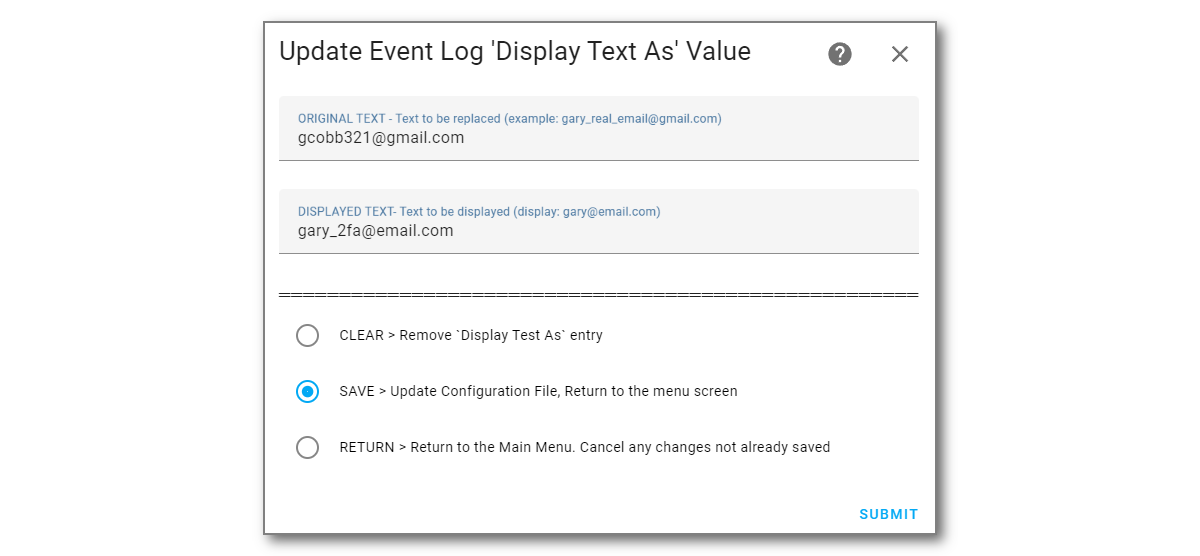 Update Event Log 'Display Text As' Value
ORIGINAL TEXT - Text to be replaced (example: gary_real_email@gmail.com)
gcobb321@gmail.com
DISPLAYED TEXT- Text to be displayed (display: gary@email.com)
gary_2fa@email.com
=====================================================
CLEAR > Remove `Display Test As` entry
SAVE > Update Configuration File, Return to the menu screen
RETURN > Return to the Main Menu. Cancel any changes not already saved
SUBMIT